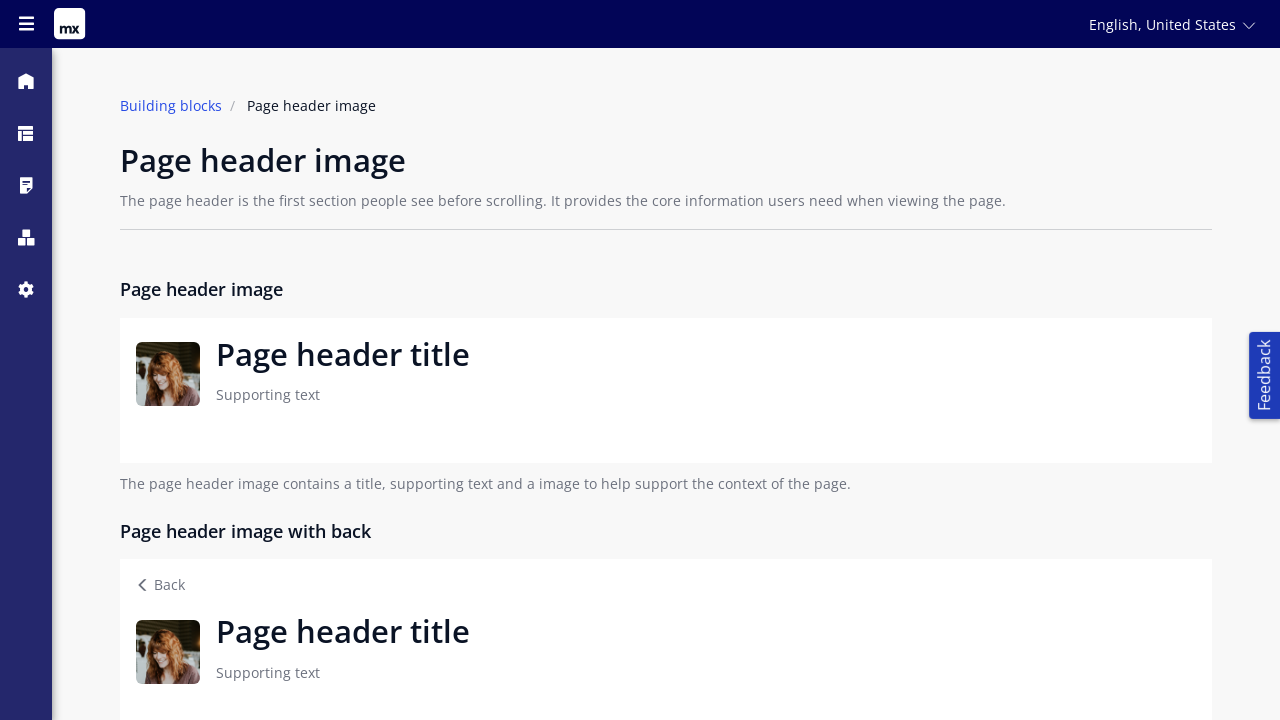 mx
English, United States
Building blocks / Page header image
Page header image
The page header is the first section people see before scrolling. It provides the core information users need when viewing the page.
Page header image
Page header title
Supporting text
Feedback
The page header image contains a title, supporting text and a image to help support the context of the page.
Page header image with back
Back
Page header title
Supporting text